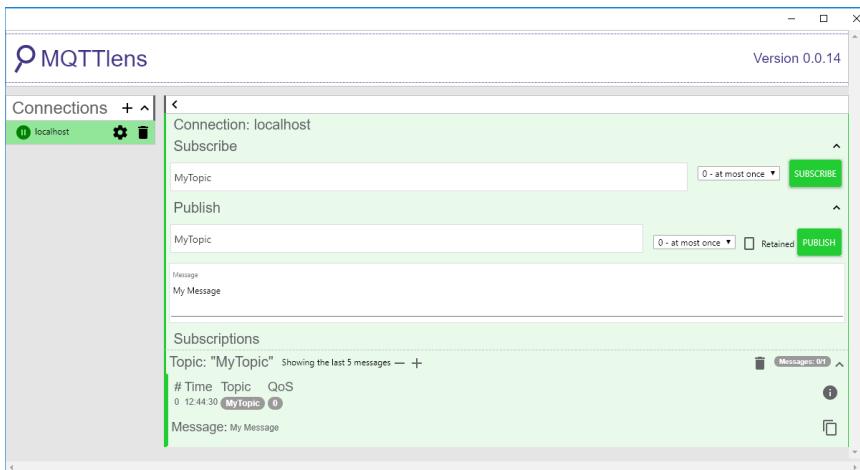 MQTTlens
Version 0.0.14
Connections
localhost
Connection: localhost
Subscribe
MyTopic
0 - at most once
SUBSCRIBE
Publish
MyTopic
0 - at most once
Retained
PUBLISH
Message
My Message
Subscriptions
Topic: "MyTopic" Showing the last 5 messages
Messages: 0/1
# Time Topic QoS
0 12:44:30 MyTopic 0
Message: My Message